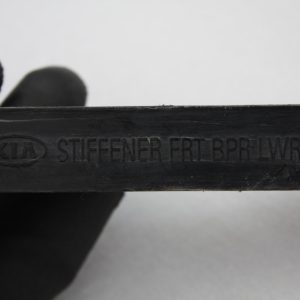 KIA STIFFENER FRT BPR LWR